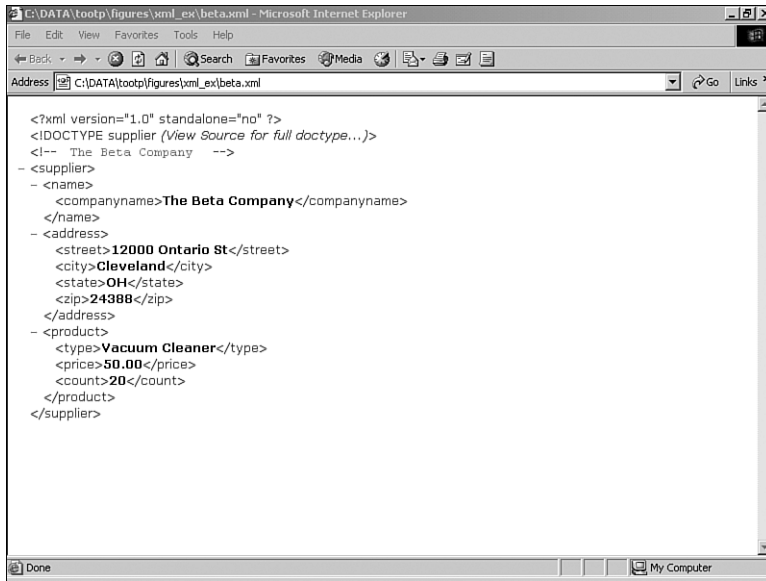 C:\DATA\tootp\figures\xml_ex\beta.xml - Microsoft Internet Explorer
File Edit View Favorites Tools Help
Back Search Favorites Media
Address C:\DATA\tootp\figures\xml_ex\beta.xml Go Links
<?xml version="1.0" standalone="no" ?>
<!DOCTYPE supplier (View Source for full doctype...)>
<!-- The Beta Company -->
- <supplier>
- <name>
<companyname>The Beta Company</companyname>
</name>
- <address>
<street>12000 Ontario St</street>
<city>Cleveland</city>
<state>OH</state>
<zip>24388</zip>
</address>
- <product>
<type>Vacuum Cleaner</type>
<price>50.00</price>
<count>20</count>
</product>
</supplier>
Done My Computer